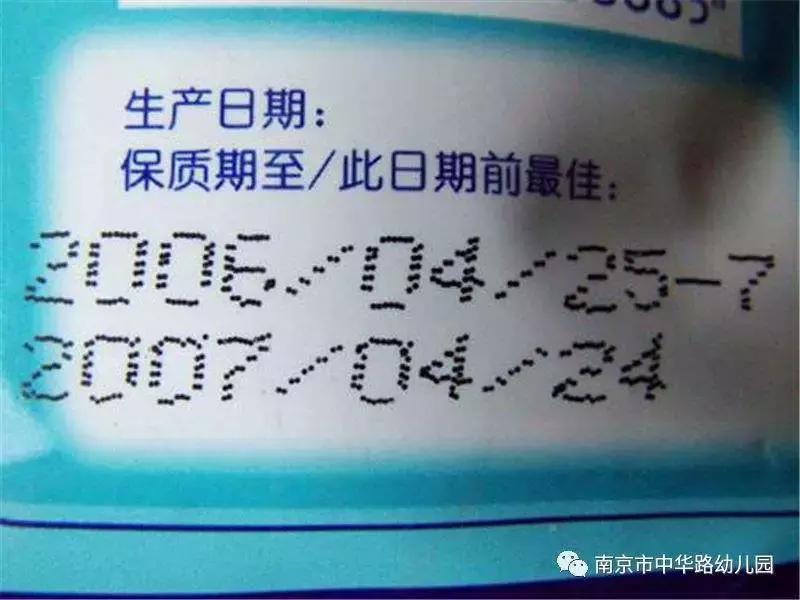 生产日期：
保质期至/此日期前最佳：
2006/04/25-7
2007/04/24
南京市中华路幼儿园